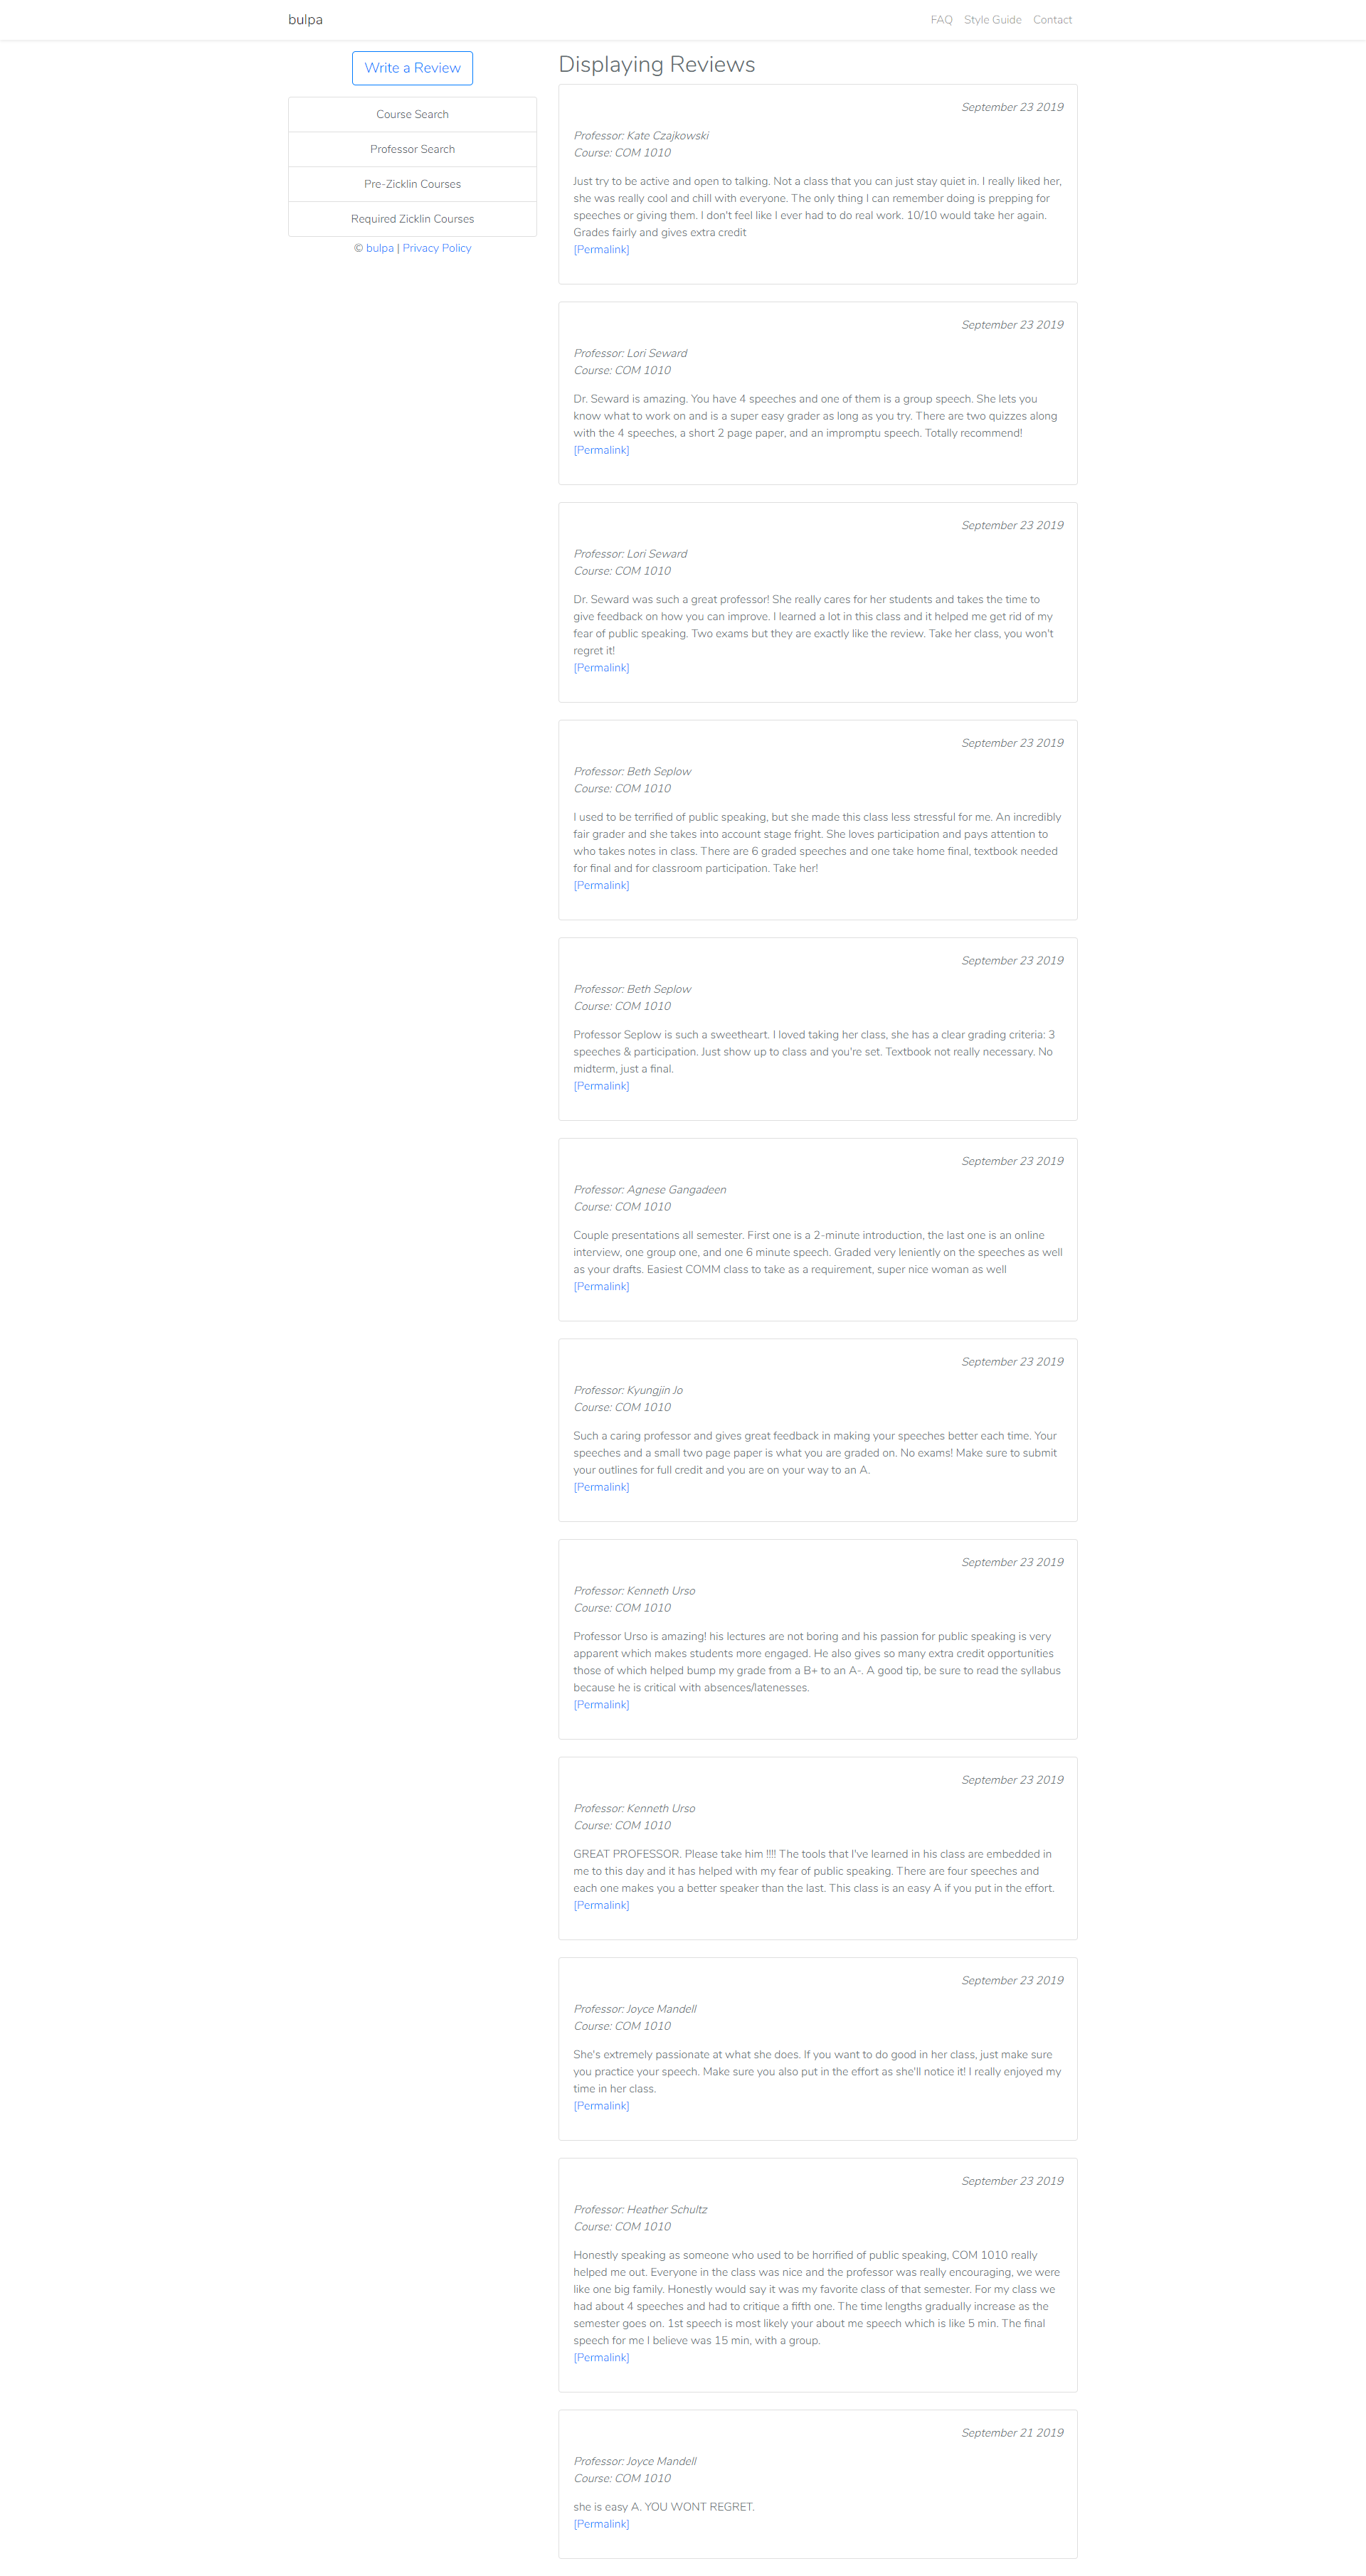 bulpa
FAQ Style Guide Contact
Write a Review
Course Search
Professor Search
Pre-Zicklin Courses
Required Zicklin Courses
© bulpa | Privacy Policy
Displaying Reviews
September 23 2019
Professor: Kate Czajkowski
Course: COM 1010
Just try to be active and open to talking. Not a class that you can just stay quiet in. I really liked her,
she was really cool and chill with everyone. The only thing I can remember doing is prepping for
speeches or giving them. I don't feel like I ever had to do real work. 10/10 would take her again.
Grades fairly and gives extra credit
[Permalink]
September 23 2019
Professor: Lori Seward
Course: COM 1010
Dr. Seward is amazing. You have 4 speeches and one of them is a group speech. She lets you
know what to work on and is a super easy grader as long as you try. There are two quizzes along
with the 4 speeches, a short 2 page paper, and an impromptu speech. Totally recommend!
[Permalink]
September 23 2019
Professor: Lori Seward
Course: COM 1010
Dr. Seward was such a great professor! She really cares for her students and takes the time to
give feedback on how you can improve. I learned a lot in this class and it helped me get rid of my
fear of public speaking. Two exams but they are exactly like the review. Take her class, you won't
regret it!
[Permalink]
September 23 2019
Professor: Beth Seplow
Course: COM 1010
I used to be terrified of public speaking, but she made this class less stressful for me. An incredibly
fair grader and she takes into account stage fright. She loves participation and pays attention to
who takes notes in class. There are 6 graded speeches and one take home final, textbook needed
for final and for classroom participation. Take her!
[Permalink]
September 23 2019
Professor: Beth Seplow
Course: COM 1010
Professor Seplow is such a sweetheart. I loved taking her class, she has a clear grading criteria: 3
speeches & participation. Just show up to class and you're set. Textbook not really necessary. No
midterm, just a final.
[Permalink]
September 23 2019
Professor: Agnese Gangadeen
Course: COM 1010
Couple presentations all semester. First one is a 2-minute introduction, the last one is an online
interview, one group one, and one 6 minute speech. Graded very leniently on the speeches as well
as your drafts. Easiest COMM class to take as a requirement, super nice woman as well
[Permalink]
September 23 2019
Professor: Kyungjin Jo
Course: COM 1010
Such a caring professor and gives great feedback in making your speeches better each time. Your
speeches and a small two page paper is what you are graded on. No exams! Make sure to submit
your outlines for full credit and you are on your way to an A.
[Permalink]
September 23 2019
Professor: Kenneth Urso
Course: COM 1010
Professor Urso is amazing! his lectures are not boring and his passion for public speaking is very
apparent which makes students more engaged. He also gives so many extra credit opportunities
those of which helped bump my grade from a B+ to an A-. A good tip, be sure to read the syllabus
because he is critical with absences/latenesses.
[Permalink]
September 23 2019
Professor: Kenneth Urso
Course: COM 1010
GREAT PROFESSOR. Please take him !!!! The tools that I've learned in his class are embedded in
me to this day and it has helped with my fear of public speaking. There are four speeches and
each one makes you a better speaker than the last. This class is an easy A if you put in the effort.
[Permalink]
September 23 2019
Professor: Joyce Mandell
Course: COM 1010
She's extremely passionate at what she does. If you want to do good in her class, just make sure
you practice your speech. Make sure you also put in the effort as she'll notice it! I really enjoyed my
time in her class.
[Permalink]
September 23 2019
Professor: Heather Schultz
Course: COM 1010
Honestly speaking as someone who used to be horrified of public speaking, COM 1010 really
helped me out. Everyone in the class was nice and the professor was really encouraging, we were
like one big family. Honestly would say it was my favorite class of that semester. For my class we
had about 4 speeches and had to critique a fifth one. The time lengths gradually increase as the
semester goes on. 1st speech is most likely your about me speech which is like 5 min. The final
speech for me I believe was 15 min, with a group.
[Permalink]
September 21 2019
Professor: Joyce Mandell
Course: COM 1010
she is easy A. YOU WONT REGRET.
[Permalink]